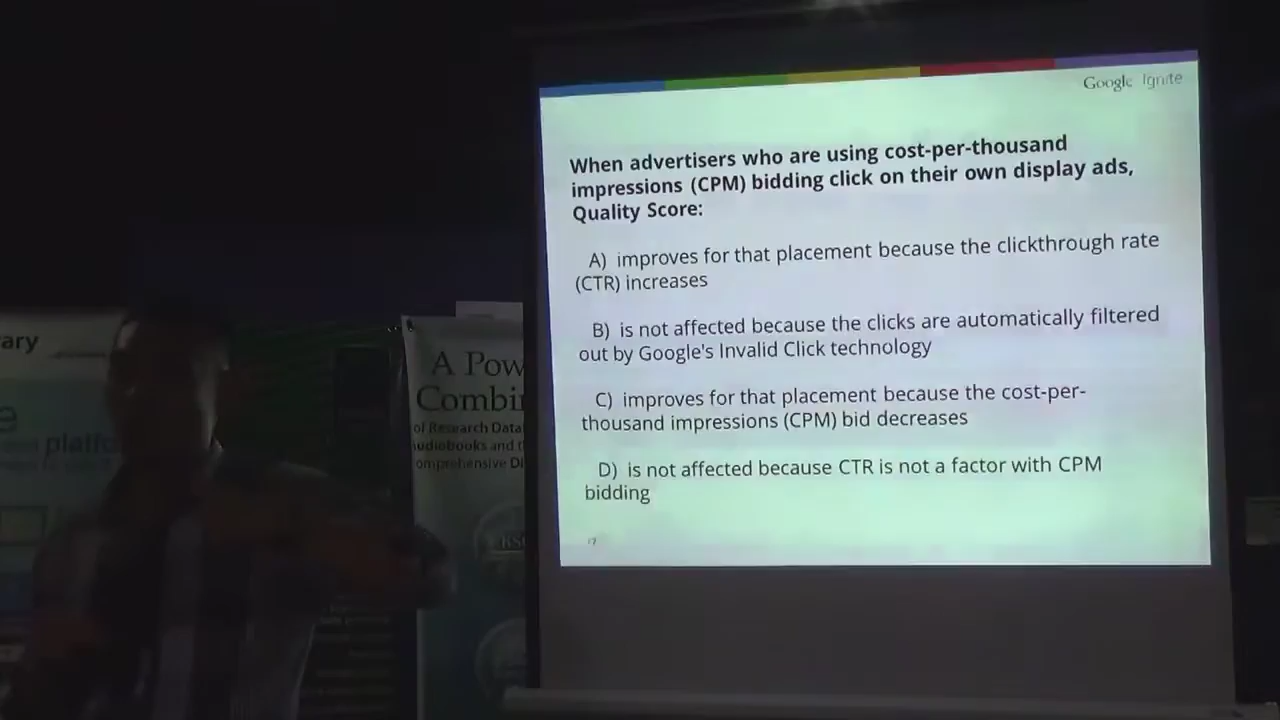 Google Ignite
When advertisers who are using cost-per-thousand
impressions (CPM) bidding click on their own display ads,
Quality Score:
A) improves for that placement because the clickthrough rate
(CTR) increases
B) is not affected because the clicks are automatically filtered
out by Google's Invalid Click technology
C) improves for that placement because the cost-per-
thousand impressions (CPM) bid decreases
D) is not affected because CTR is not a factor with CPM
bidding
17
ary
e
platfo
A Pow
Combi
of Research Data
udiobooks and
omprehensive Di